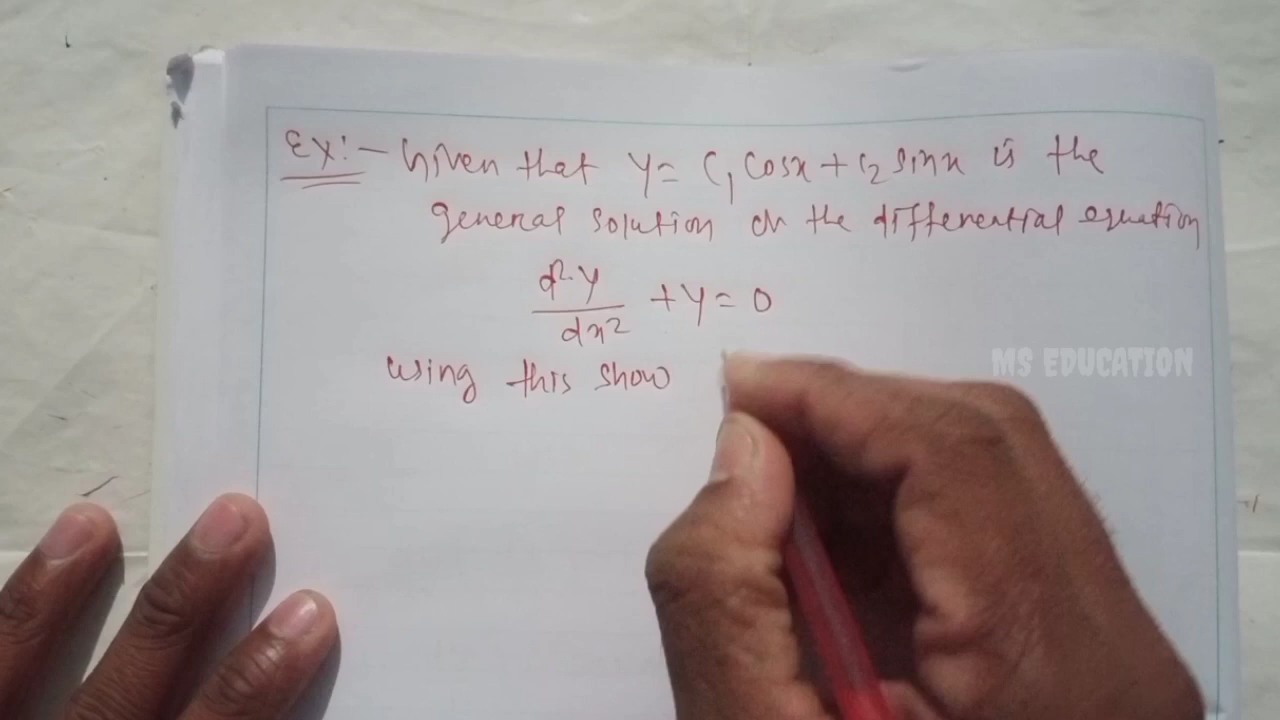 Ex:- Given that y = C₁ cosx + C₂ sinx is the
general solution on the differential equation
d²y/dx² + y = 0
using this show
MS EDUCATION